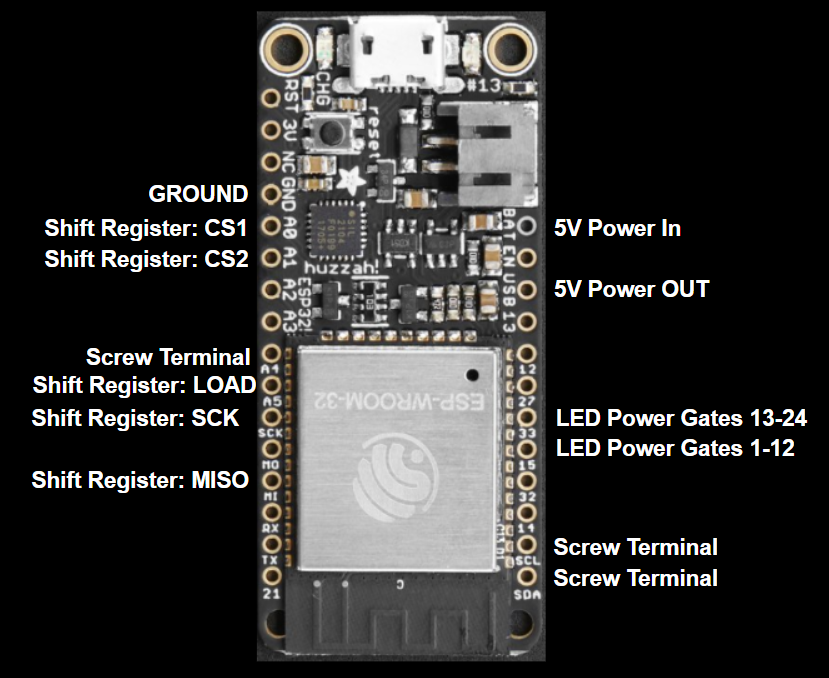 #13
CHG
RST
3V
NC
GND
A0
A1
A2
A3
reset
GROUND
Shift Register: CS1
Shift Register: CS2
BAT
EN
USB
13
5V Power In
5V Power OUT
huzzah!
ESP32!
Screw Terminal
A4
Shift Register: LOAD
A5
Shift Register: SCK
SCK
MO
Shift Register: MISO
MI
RX
TX
21
ESP-WROOM-32
12
27
LED Power Gates 13-24
33
LED Power Gates 1-12
15
32
14
Screw Terminal
SCL
Screw Terminal
SDA
C